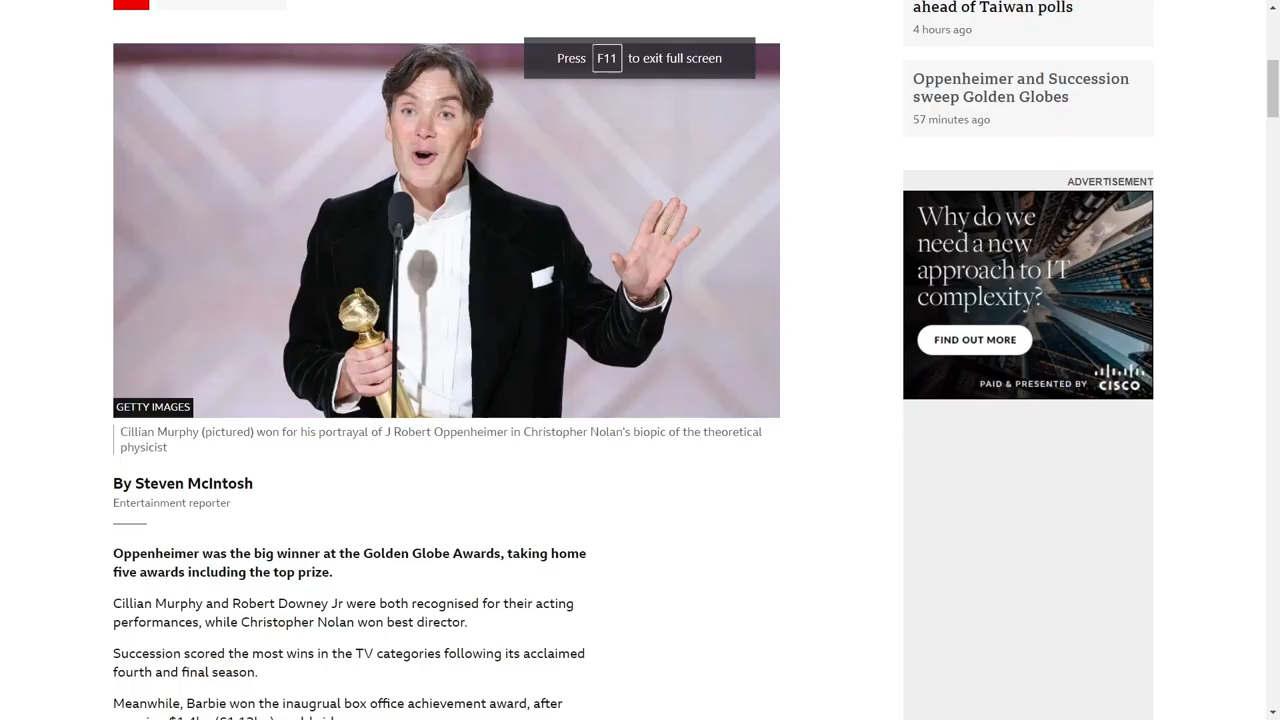 ahead of Taiwan polls
4 hours ago
Press F11 to exit full screen
Oppenheimer and Succession
sweep Golden Globes
57 minutes ago
ADVERTISEMENT
Why do we
need a new
approach to IT
complexity?
FIND OUT MORE
PAID & PRESENTED BY CISCO
GETTY IMAGES
Cillian Murphy (pictured) won for his portrayal of J Robert Oppenheimer in Christopher Nolan's biopic of the theoretical
physicist
By Steven McIntosh
Entertainment reporter
Oppenheimer was the big winner at the Golden Globe Awards, taking home
five awards including the top prize.
Cillian Murphy and Robert Downey Jr were both recognised for their acting
performances, while Christopher Nolan won best director.
Succession scored the most wins in the TV categories following its acclaimed
fourth and final season.
Meanwhile, Barbie won the inaugural box office achievement award, after